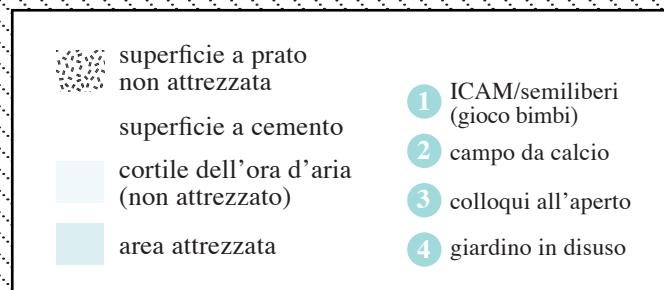 superficie a prato
non attrezzata
superficie a cemento
cortile dell'ora d'aria
(non attrezzato)
area attrezzata
1 ICAM/semiliberi
(gioco bimbi)
2 campo da calcio
3 colloqui all'aperto
4 giardino in disuso